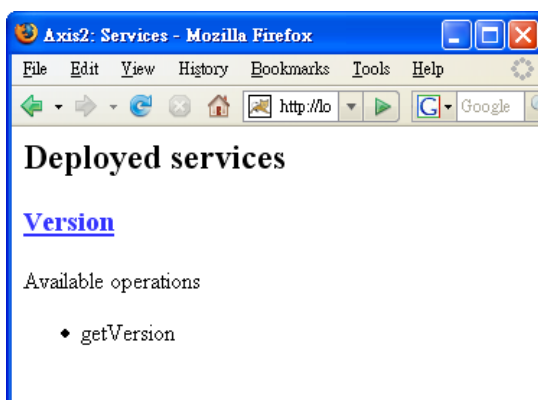 Axis2: Services - Mozilla Firefox
File Edit View History Bookmarks Tools Help
http://lo G Google
Deployed services
Version
Available operations
• getVersion